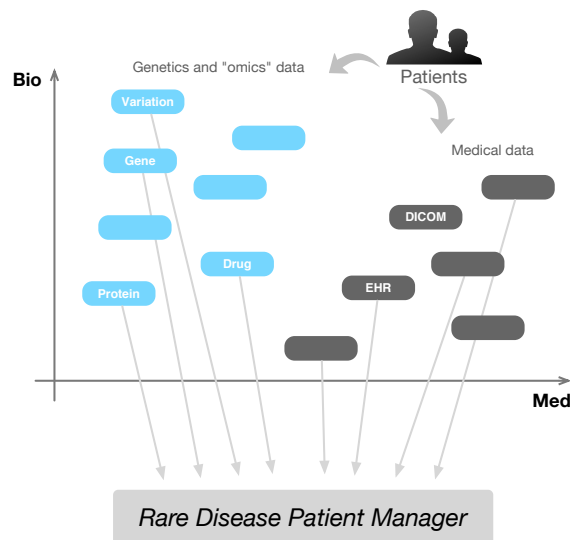 Patients
Genetics and "omics" data
Bio
Variation
Medical data
Gene
DICOM
Drug
EHR
Protein
Med
Rare Disease Patient Manager